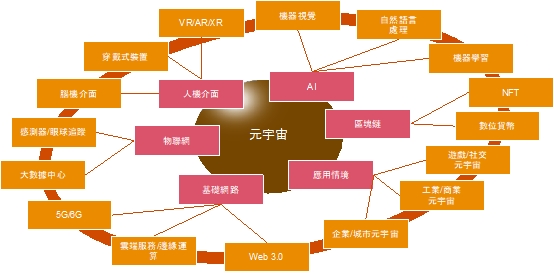 VR/AR/XR
機器視覺
自然語言
處理
穿戴式裝置
機器學習
腦機介面
人機介面
AI
NFT
感測器/眼球追蹤
物聯網
元宇宙
區塊鏈
數位貨幣
大數據中心
基礎網路
應用情境
遊戲/社交
元宇宙
工業/商業
元宇宙
5G/6G
雲端服務/邊緣運
算
Web 3.0
企業/城市元宇宙